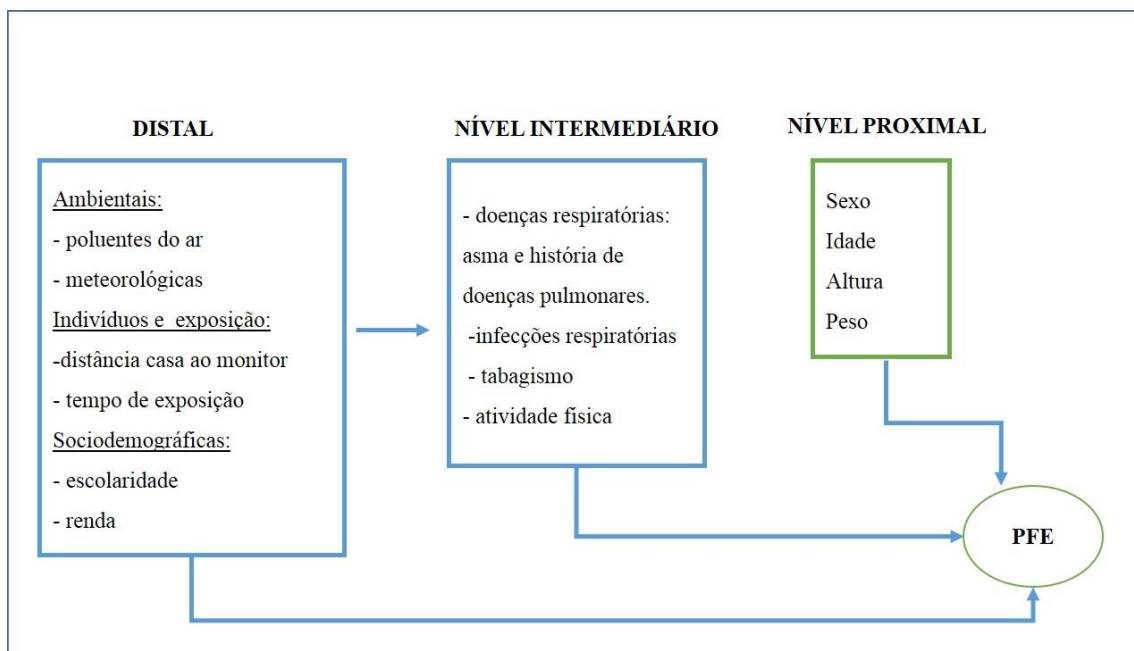 DISTAL
Ambientais:
- poluentes do ar
- meteorológicas
Indivíduos e exposição:
-distância casa ao monitor
- tempo de exposição
Sociodemográficas:
- escolaridade
- renda
NÍVEL INTERMEDIÁRIO
- doenças respiratórias:
asma e história de
doenças pulmonares.
-infecções respiratórias
- tabagismo
- atividade física
NÍVEL PROXIMAL
Sexo
Idade
Altura
Peso
PFE